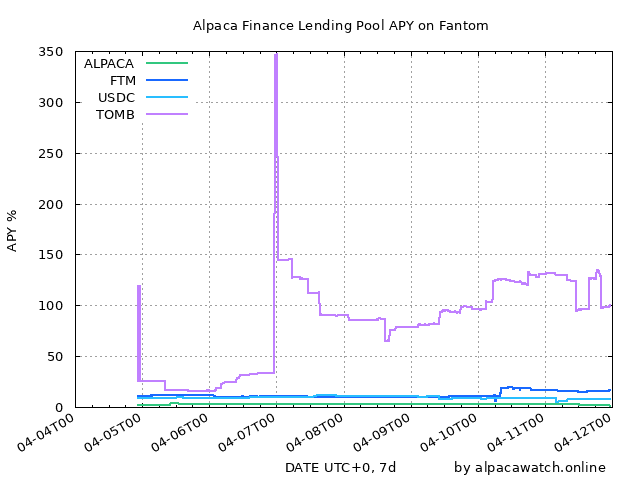 Alpaca Finance Lending Pool APY on Fantom
350
300
250
200
150
100
50
0
APY %
ALPACA
FTM
USDC
TOMB
04-04T00
04-05T00
04-06T00
04-07T00
04-08T00
04-09T00
04-10T00
04-11T00
04-12T00
DATE UTC+0, 7d
by alpacawatch.online